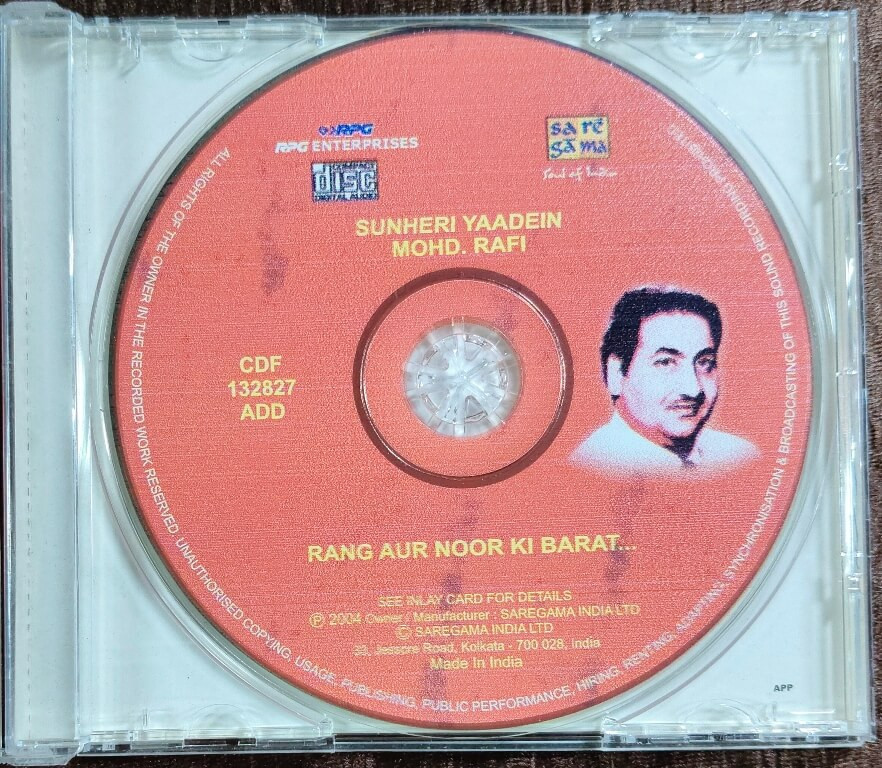 RPG
RPG ENTERPRISES
sa re
ga ma
Soul of India
COMPACT
disc
DIGITAL AUDIO
SUNHERI YAADEIN
MOHD. RAFI
CDF
132827
ADD
RANG AUR NOOR KI BARAT...
SEE INLAY CARD FOR DETAILS
Ⓟ 2004 Owner / Manufacturer : SAREGAMA INDIA LTD
© SAREGAMA INDIA LTD
33, Jessore Road, Kolkata - 700 028, India
Made In India
ALL RIGHTS OF THE OWNER IN THE RECORDED WORK RESERVED. UNAUTHORISED COPYING, USAGE, PUBLISHING, PUBLIC PERFORMANCE, HIRING, RENTING, ADAPTING, SYNCHRONISATION & BROADCASTING OF THIS SOUND RECORDING PROHIBITED
APP